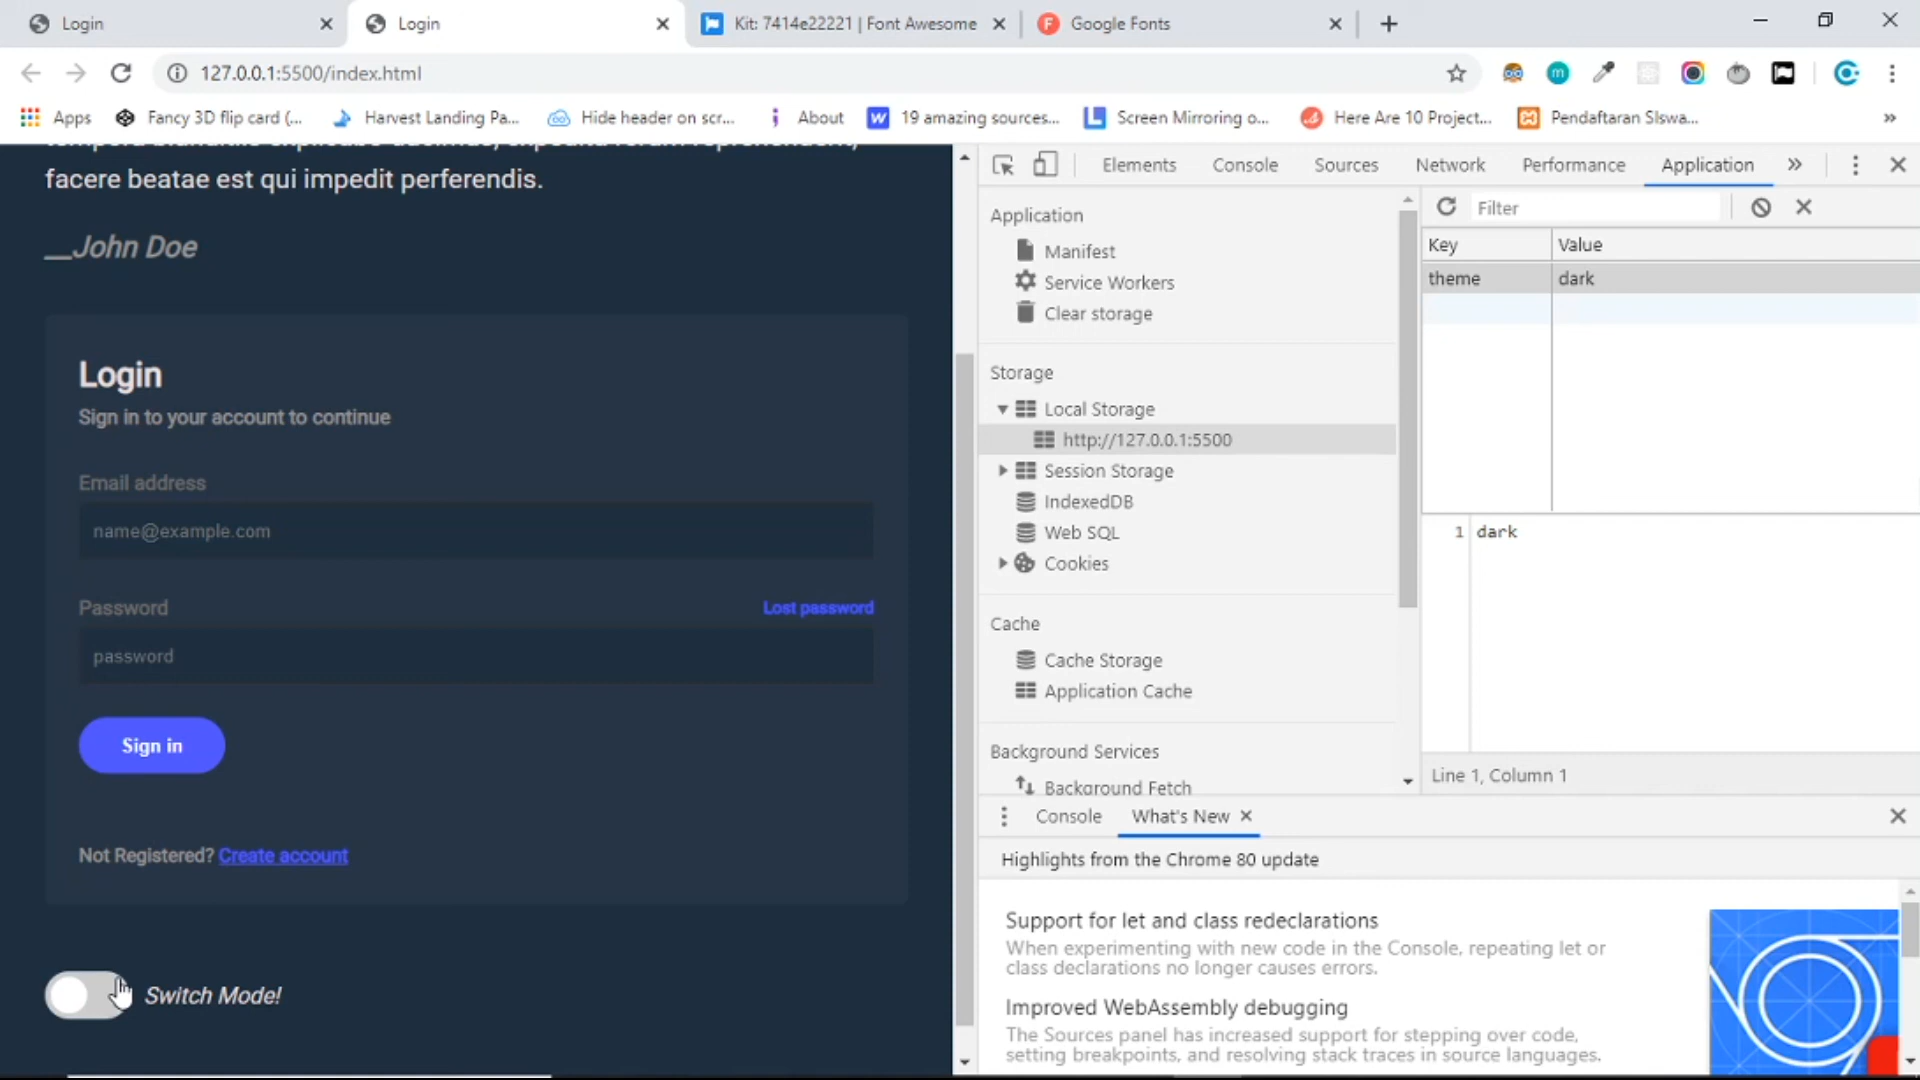 Login
Login
Kit: 7414e22221 | Font Awesome
Google Fonts
127.0.0.1:5500/index.html
Apps
Fancy 3D flip card (...
Harvest Landing Pa...
Hide header on scr...
About
19 amazing sources...
Screen Mirroring o...
Here Are 10 Project...
Pendaftaran SIswa...
facere beatae est qui impedit perferendis.
__John Doe
Login
Sign in to your account to continue
Email address
name@example.com
Password
Lost password
password
Sign in
Not Registered? Create account
Switch Mode!
Elements
Console
Sources
Network
Performance
Application
Application
Manifest
Service Workers
Clear storage
Storage
Local Storage
http://127.0.0.1:5500
Session Storage
IndexedDB
Web SQL
Cookies
Cache
Cache Storage
Application Cache
Background Services
Background Fetch
Filter
Key
Value
theme
dark
1 dark
Line 1, Column 1
Console
What's New
Highlights from the Chrome 80 update
Support for let and class redeclarations
When experimenting with new code in the Console, repeating let or
class declarations no longer causes errors.
Improved WebAssembly debugging
The Sources panel has increased support for stepping over code,
setting breakpoints, and resolving stack traces in source languages.